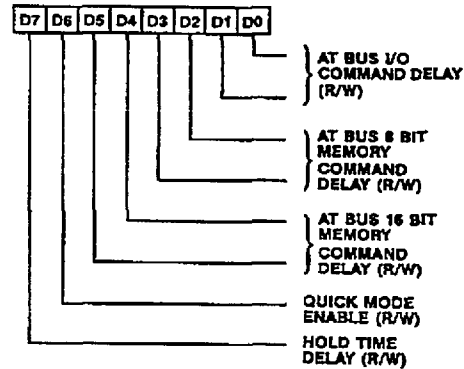 D7 D6 D5 D4 D3 D2 D1 D0
AT BUS I/O
COMMAND DELAY
(R/W)
AT BUS 8 BIT
MEMORY
COMMAND
DELAY (R/W)
AT BUS 16 BIT
MEMORY
COMMAND
DELAY (R/W)
QUICK MODE
ENABLE (R/W)
HOLD TIME
DELAY (R/W)